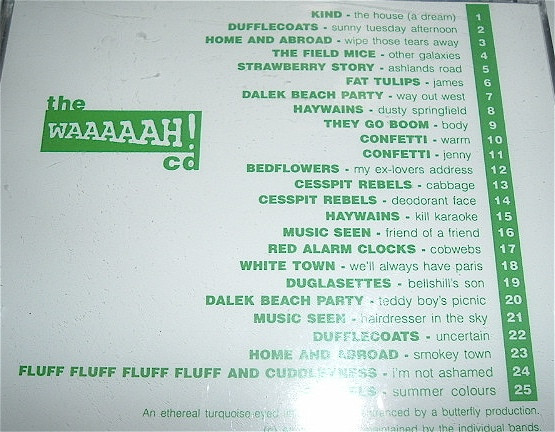 KIND - the house (a dream) 1
DUFFLECOATS - sunny tuesday afternoon 2
HOME AND ABROAD - wipe those tears away 3
THE FIELD MICE - other galaxies 4
STRAWBERRY STORY - ashlands road 5
FAT TULIPS - james 6
DALEK BEACH PARTY - way out west 7
HAYWAINS - dusty springfield 8
THEY GO BOOM - body 9
CONFETTI - warm 10
CONFETTI - jenny 11
BEDFLOWERS - my ex-lovers address 12
CESSPIT REBELS - cabbage 13
CESSPIT REBELS - deodorant face 14
HAYWAINS - kill karaoke 15
MUSIC SEEN - friend of a friend 16
RED ALARM CLOCKS - cobwebs 17
WHITE TOWN - we'll always have paris 18
DUGLASETTES - bellshill's son 19
DALEK BEACH PARTY - teddy boy's picnic 20
MUSIC SEEN - hairdresser in the sky 21
DUFFLECOATS - uncertain 22
HOME AND ABROAD - smokey town 23
FLUFF FLUFF FLUFF FLUFF AND CUDDLYNESS - i'm not ashamed 24
- summer colours 25
the
WAAAAAH!
cd
An ethereal turquoise-eyed by a butterfly production.
maintained by the individual bands.